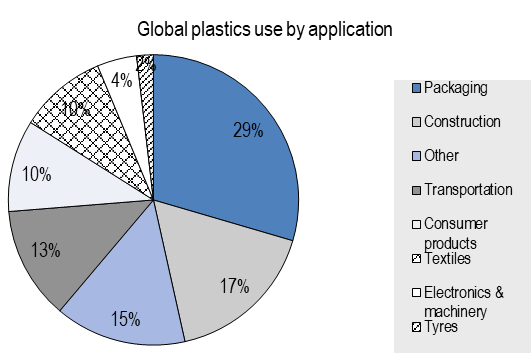 Global plastics use by application
2%
4%
29%
10%
10%
13%
17%
15%
Packaging
Construction
Other
Transportation
Consumer
products
Textiles
Electronics &
machinery
Tyres